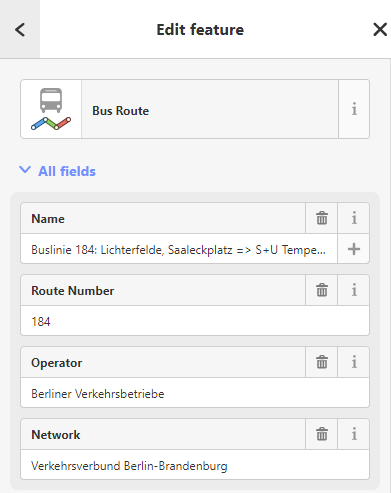 Edit feature
Bus Route
All fields
Name
Buslinie 184: Lichterfelde, Saaleckplatz => S+U Tempe...
Route Number
184
Operator
Berliner Verkehrsbetriebe
Network
Verkehrsverbund Berlin-Brandenburg